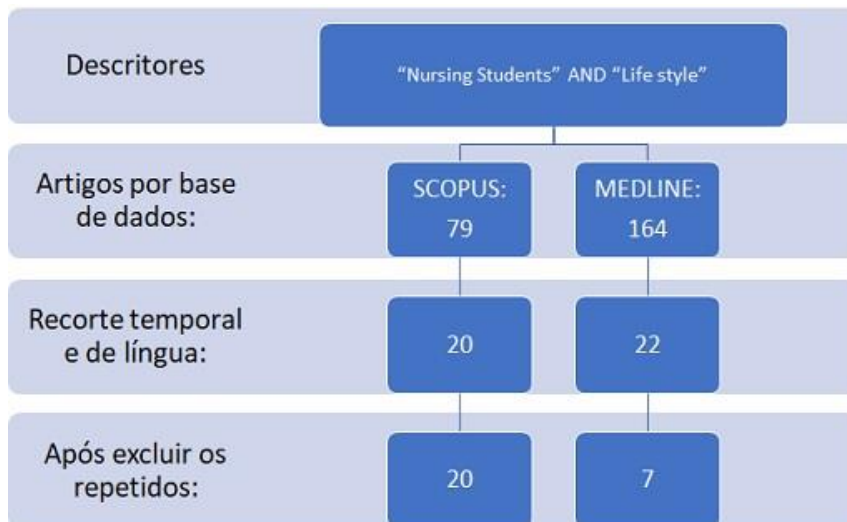 Descritores
“Nursing Students” AND “Life style”
Artigos por base
de dados:
SCOPUS:
79
MEDLINE:
164
Recorte temporal
e de língua:
20
22
Após excluir os
repetidos:
20
7